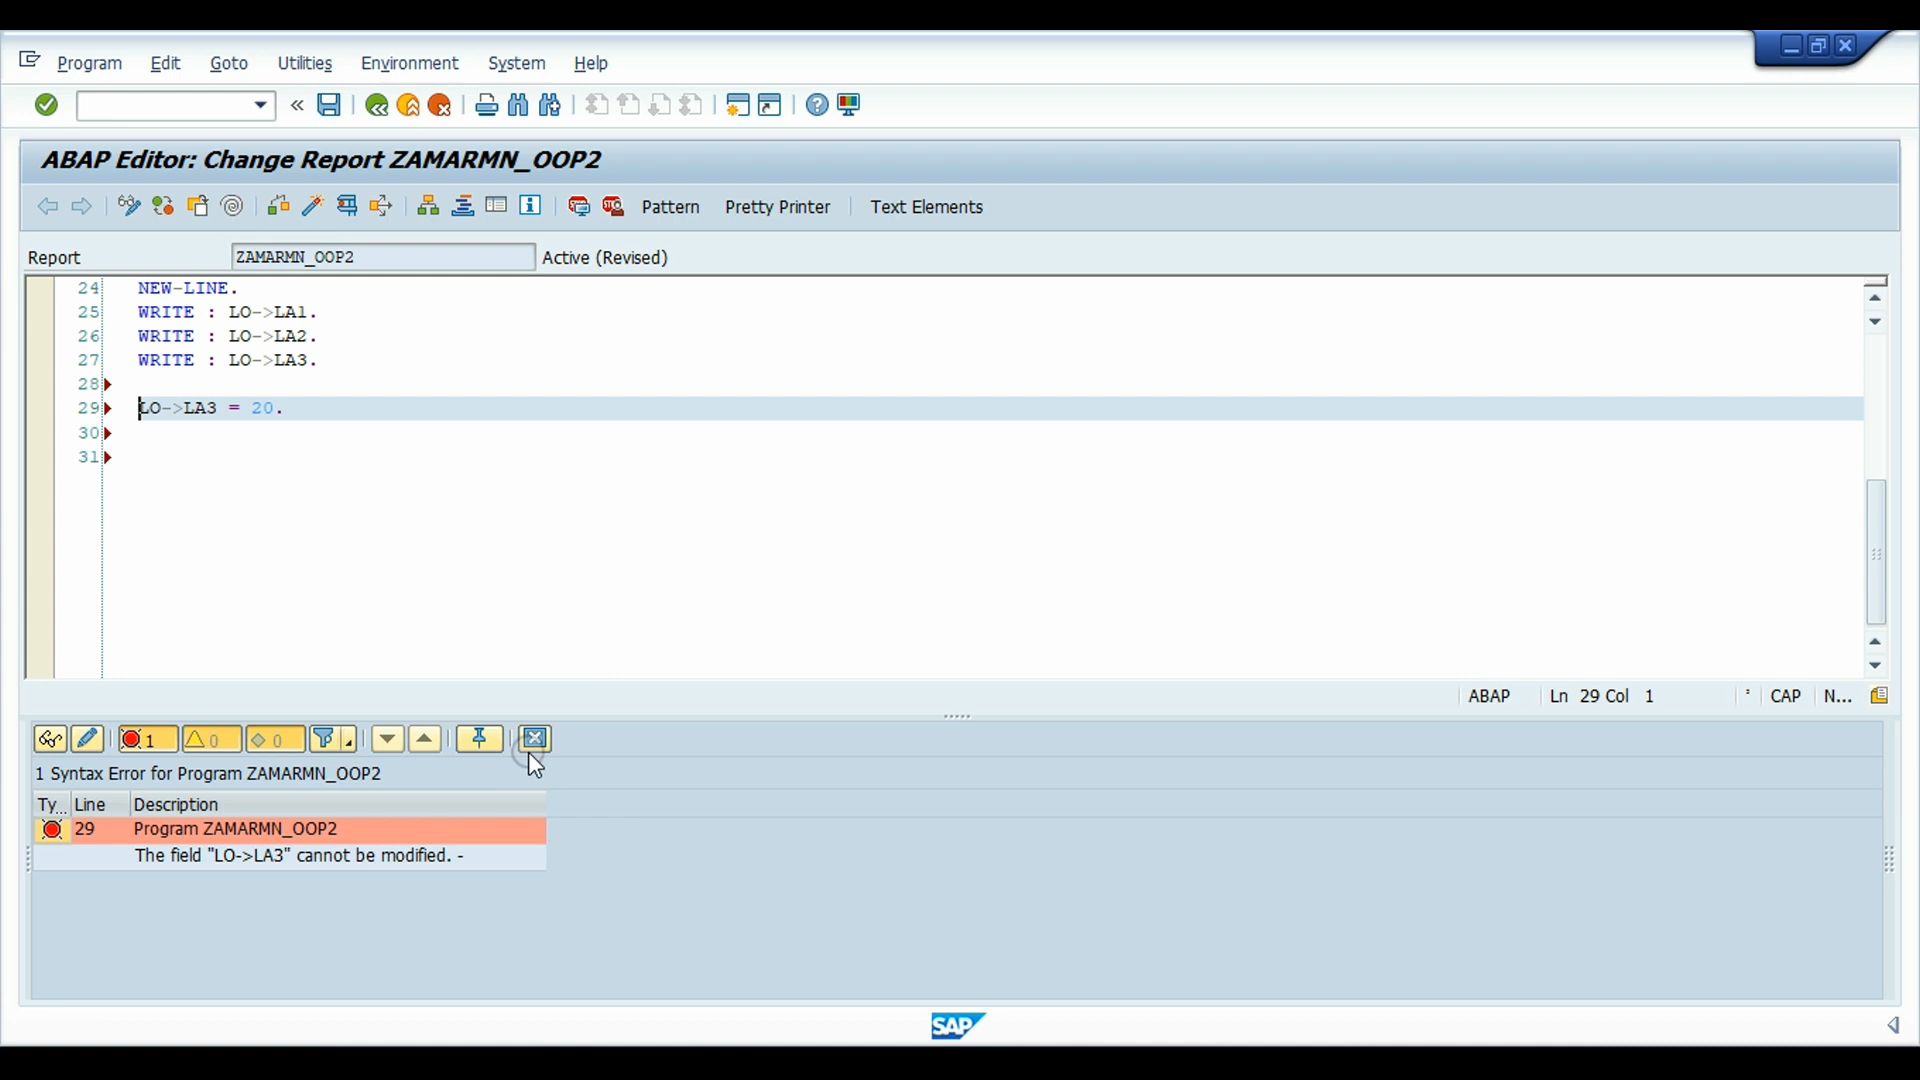 Program Edit Goto Utilities Environment System Help
ABAP Editor: Change Report ZAMARMN_OOP2
Pattern Pretty Printer Text Elements
Report ZAMARMN_OOP2 Active (Revised)
24 NEW-LINE.
25 WRITE : LO->LA1.
26 WRITE : LO->LA2.
27 WRITE : LO->LA3.
28
29 LO->LA3 = 20.
30
31
ABAP Ln 29 Col 1 CAP N...
1 0 0
1 Syntax Error for Program ZAMARMN_OOP2
Ty... Line Description
29 Program ZAMARMN_OOP2
The field "LO->LA3" cannot be modified. -
SAP